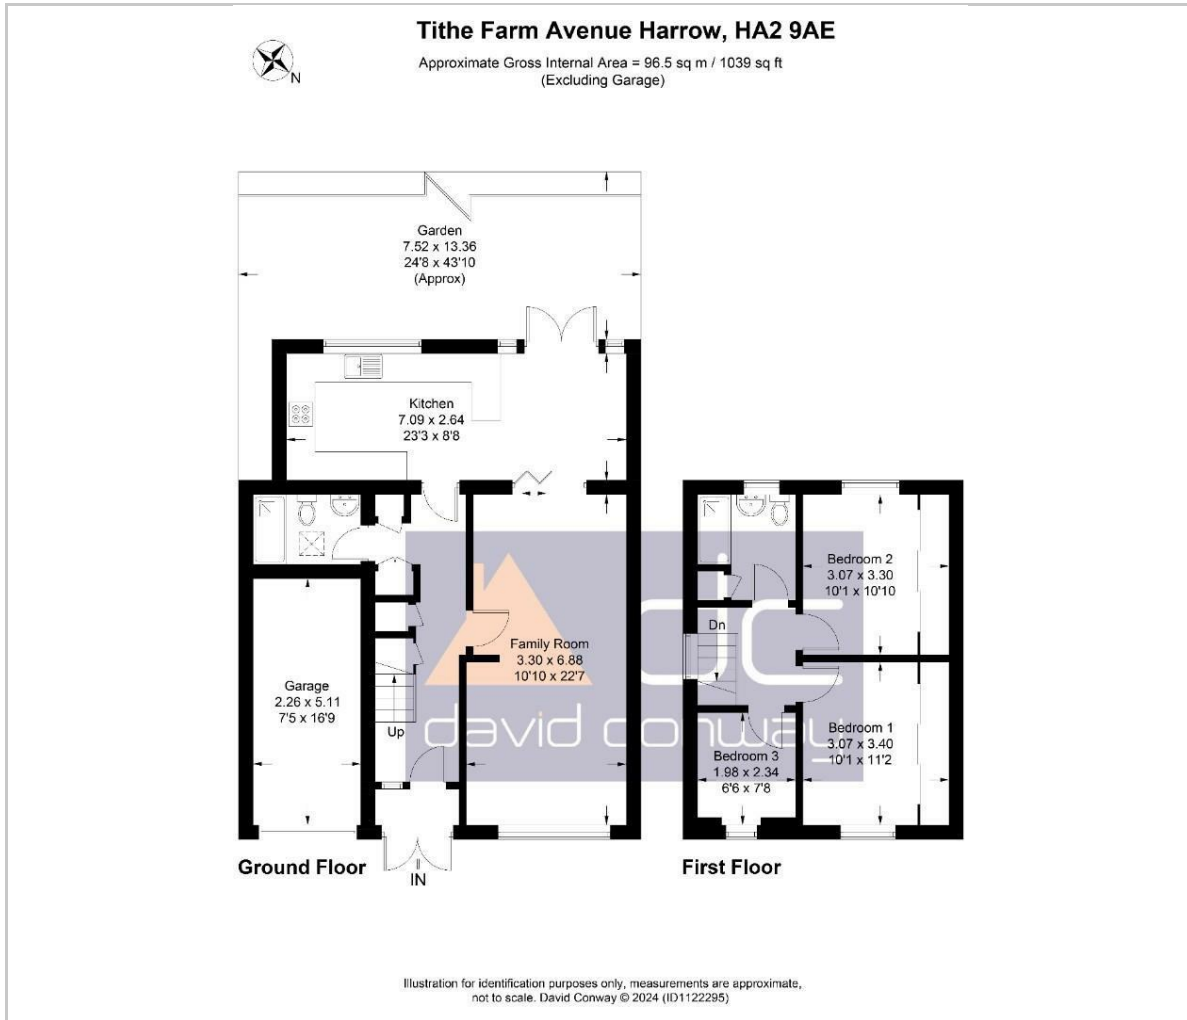 Tithe Farm Avenue Harrow, HA2 9AE
Approximate Gross Internal Area = 96.5 sq m / 1039 sq ft
(Excluding Garage)
N
Garden
7.52 x 13.36
24'8 x 43'10
(Approx)
Kitchen
7.09 x 2.64
23'3 x 8'8
Family Room
3.30 x 6.88
10'10 x 22'7
Garage
2.26 x 5.11
7'5 x 16'9
Up
IN
Ground Floor
Bedroom 2
3.07 x 3.30
10'1 x 10'10
Dn
Bedroom 1
3.07 x 3.40
10'1 x 11'2
Bedroom 3
1.98 x 2.34
6'6 x 7'8
First Floor
dc
david conway
Illustration for identification purposes only, measurements are approximate,
not to scale. David Conway © 2024 (ID1122295)